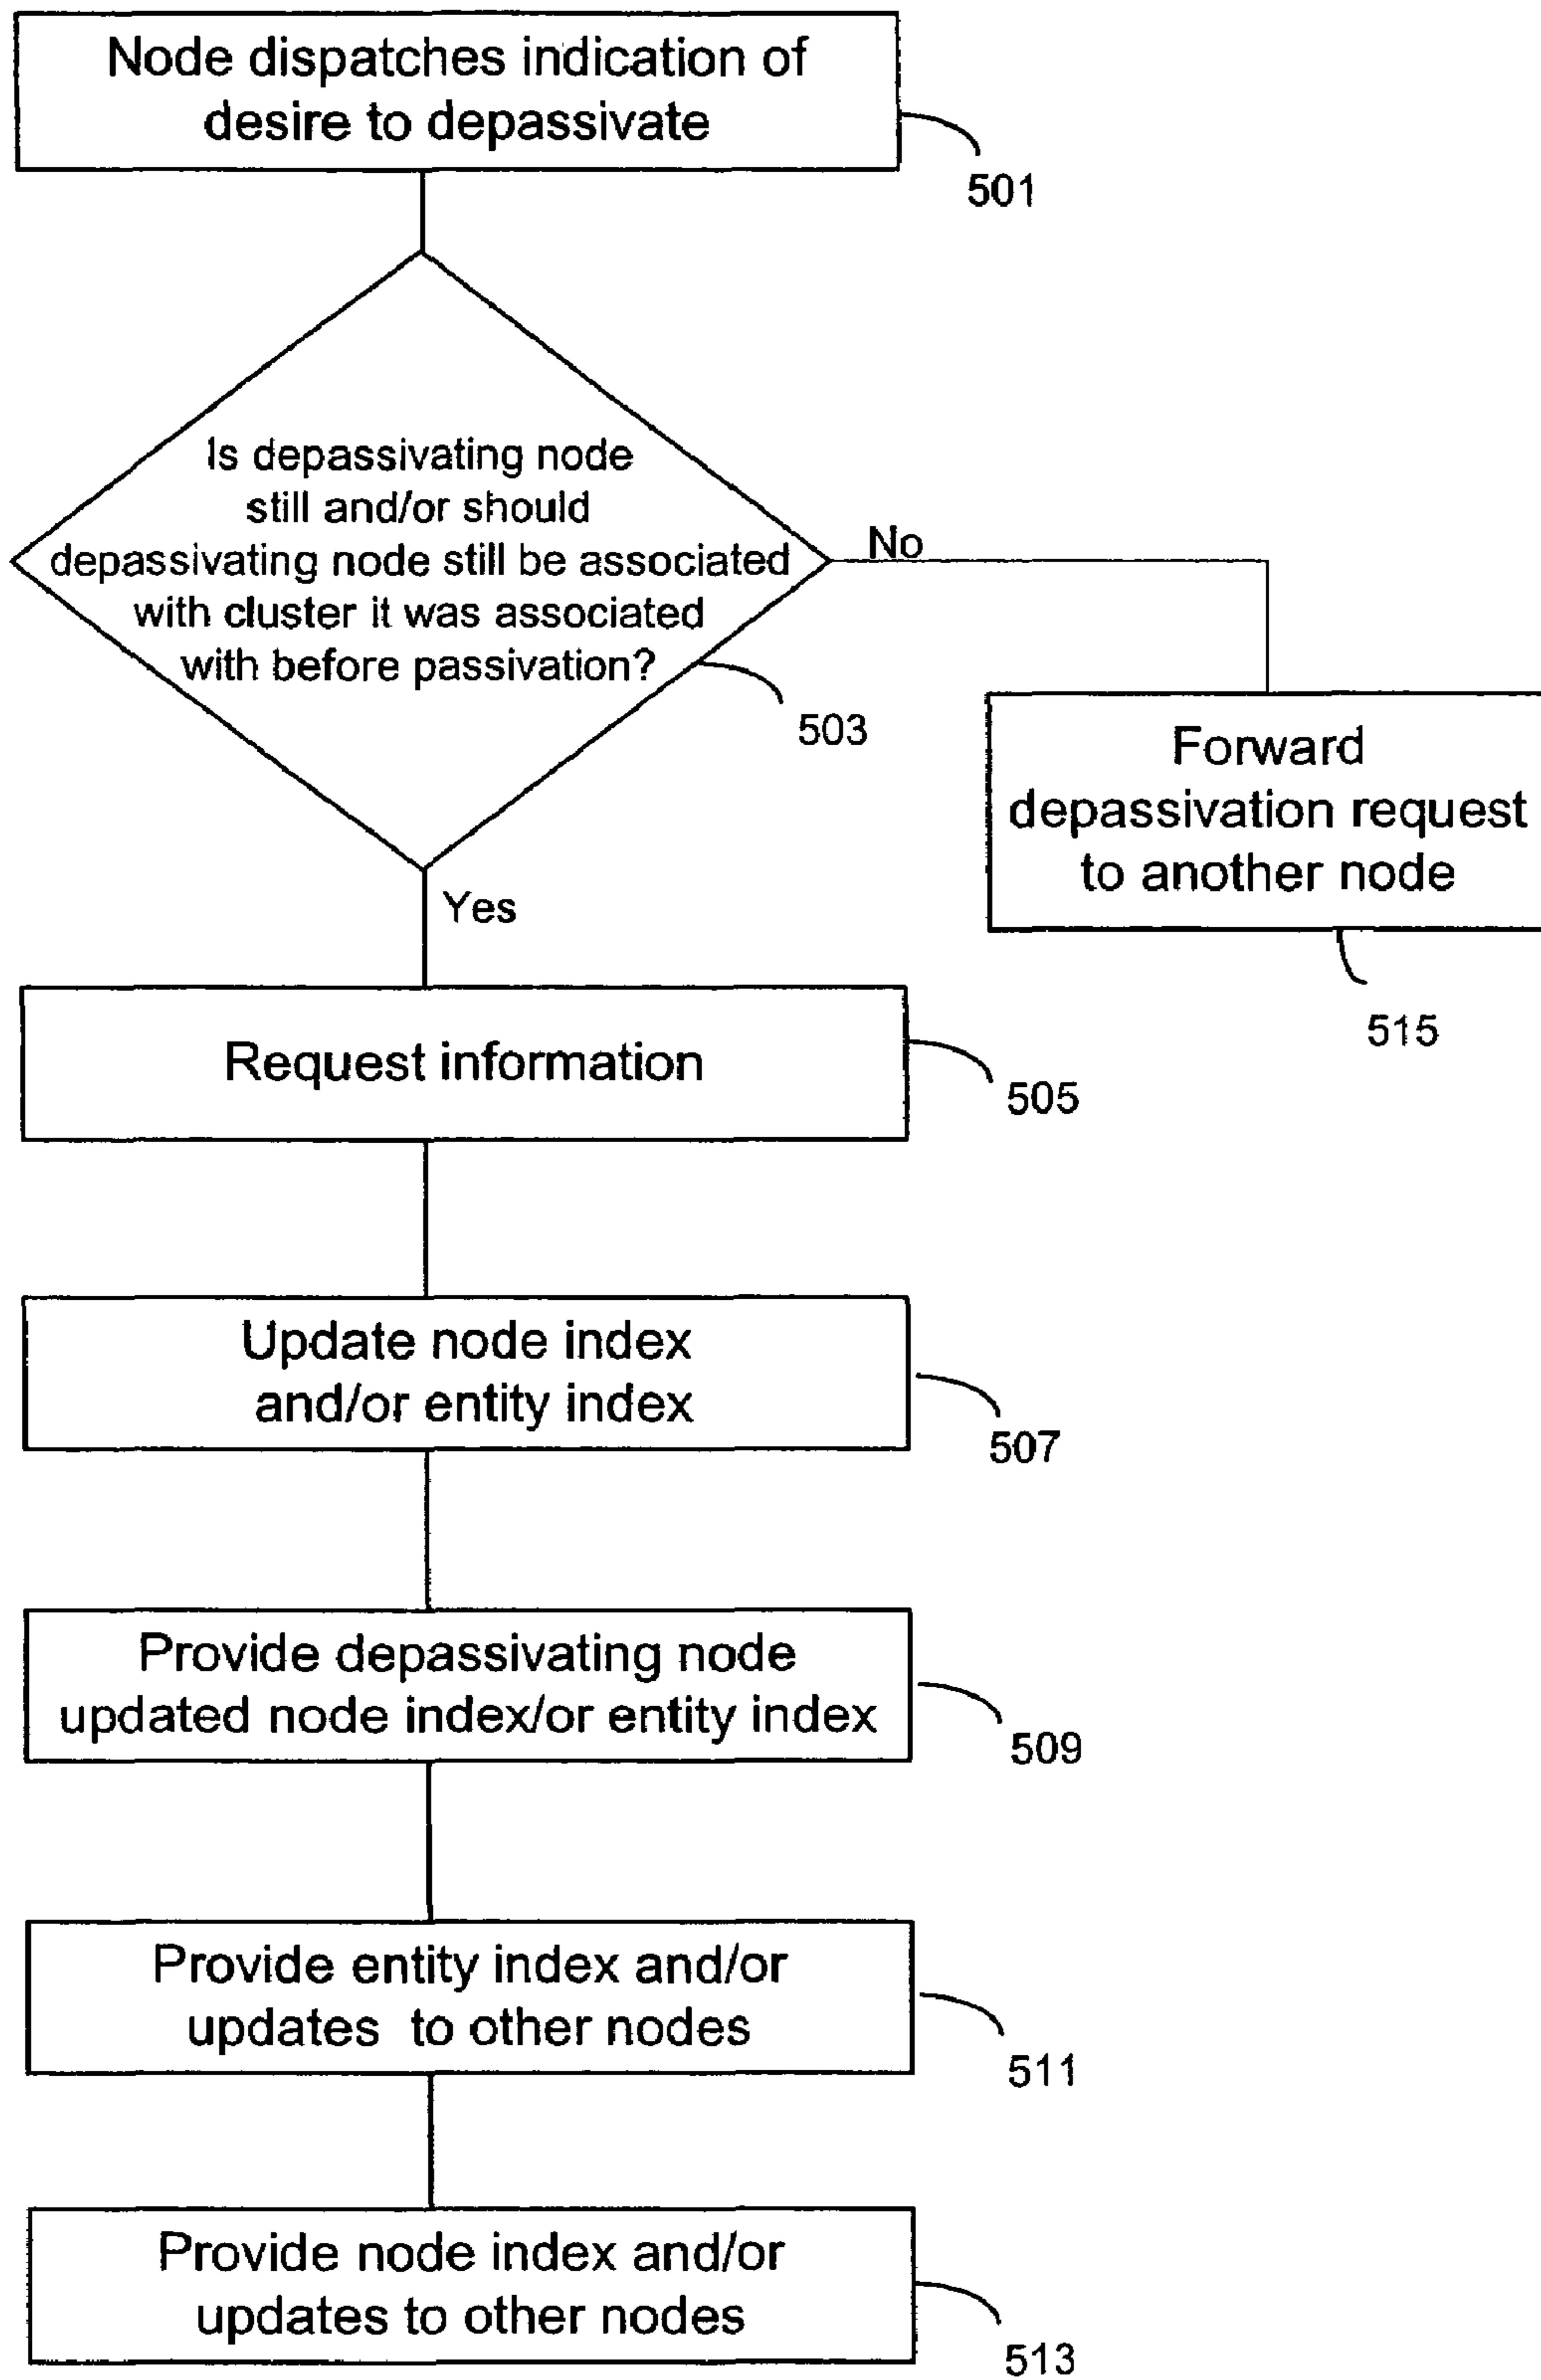 Node dispatches indication of
desire to depassivate
501
Is depassivating node
still and/or should
depassivating node still be associated
with cluster it was associated
with before passivation?
503
No
Forward
depassivation request
to another node
515
Yes
Request information
505
Update node index
and/or entity index
507
Provide depassivating node
updated node index/or entity index
509
Provide entity index and/or
updates to other nodes
511
Provide node index and/or
updates to other nodes
513